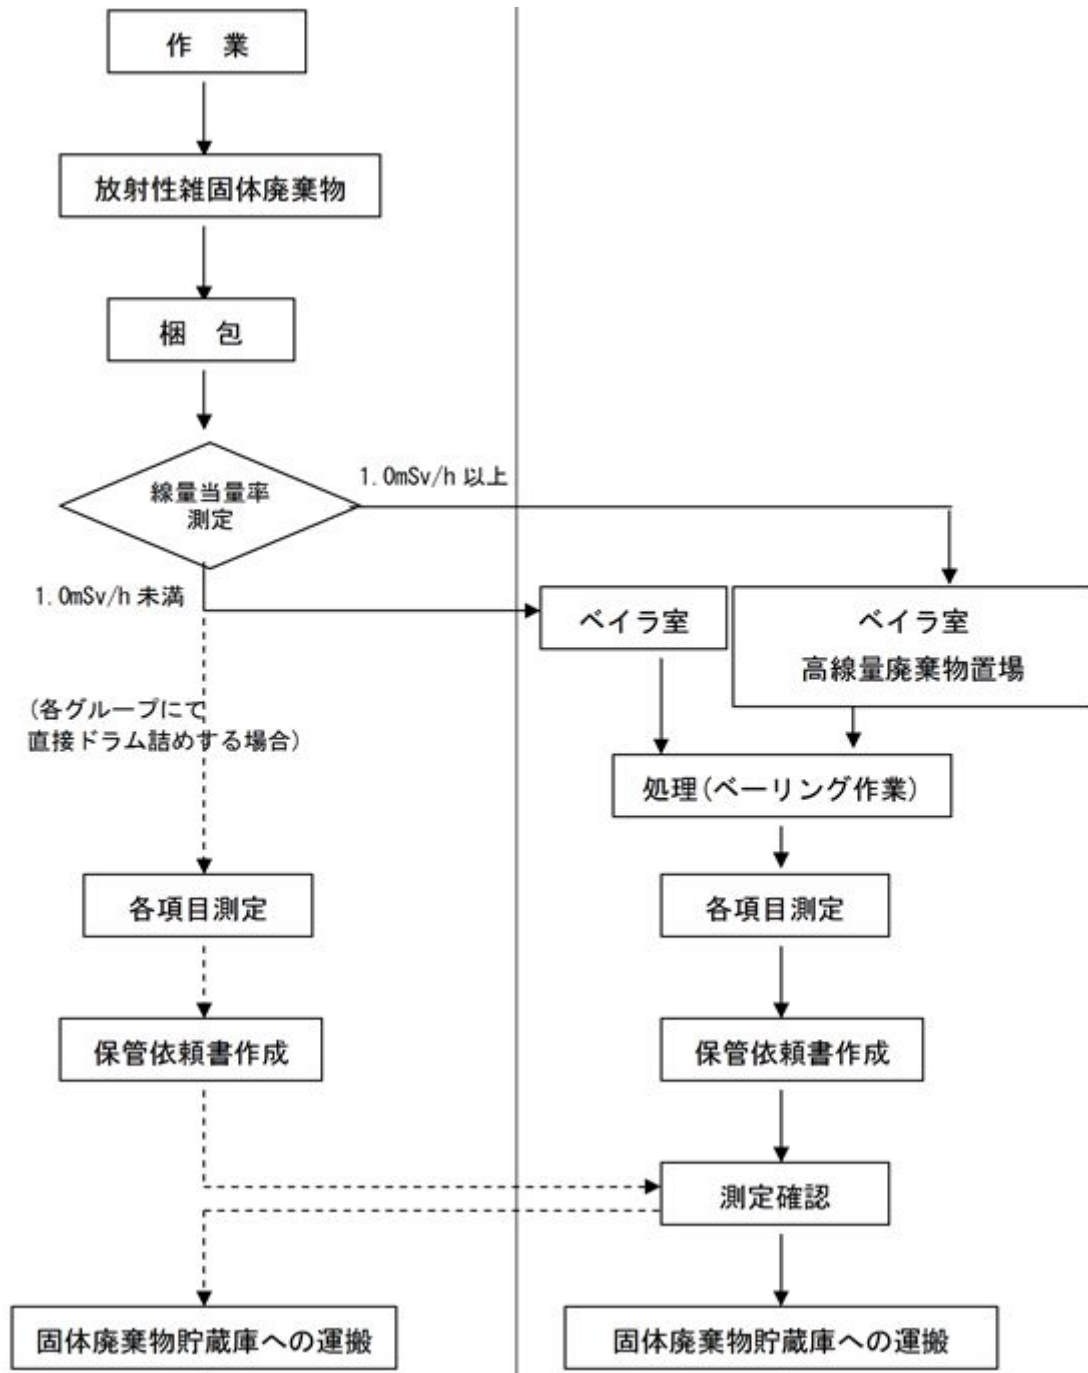 作　業
放射性雑固体廃棄物
梱　包
線量当量率
測定
1.0mSv/h 以上
1.0mSv/h 未満
ベイラ室
ベイラ室
高線量廃棄物置場
(各グループにて
直接ドラム詰めする場合)
処理(ベーリング作業)
各項目測定
各項目測定
保管依頼書作成
保管依頼書作成
測定確認
固体廃棄物貯蔵庫への運搬
固体廃棄物貯蔵庫への運搬